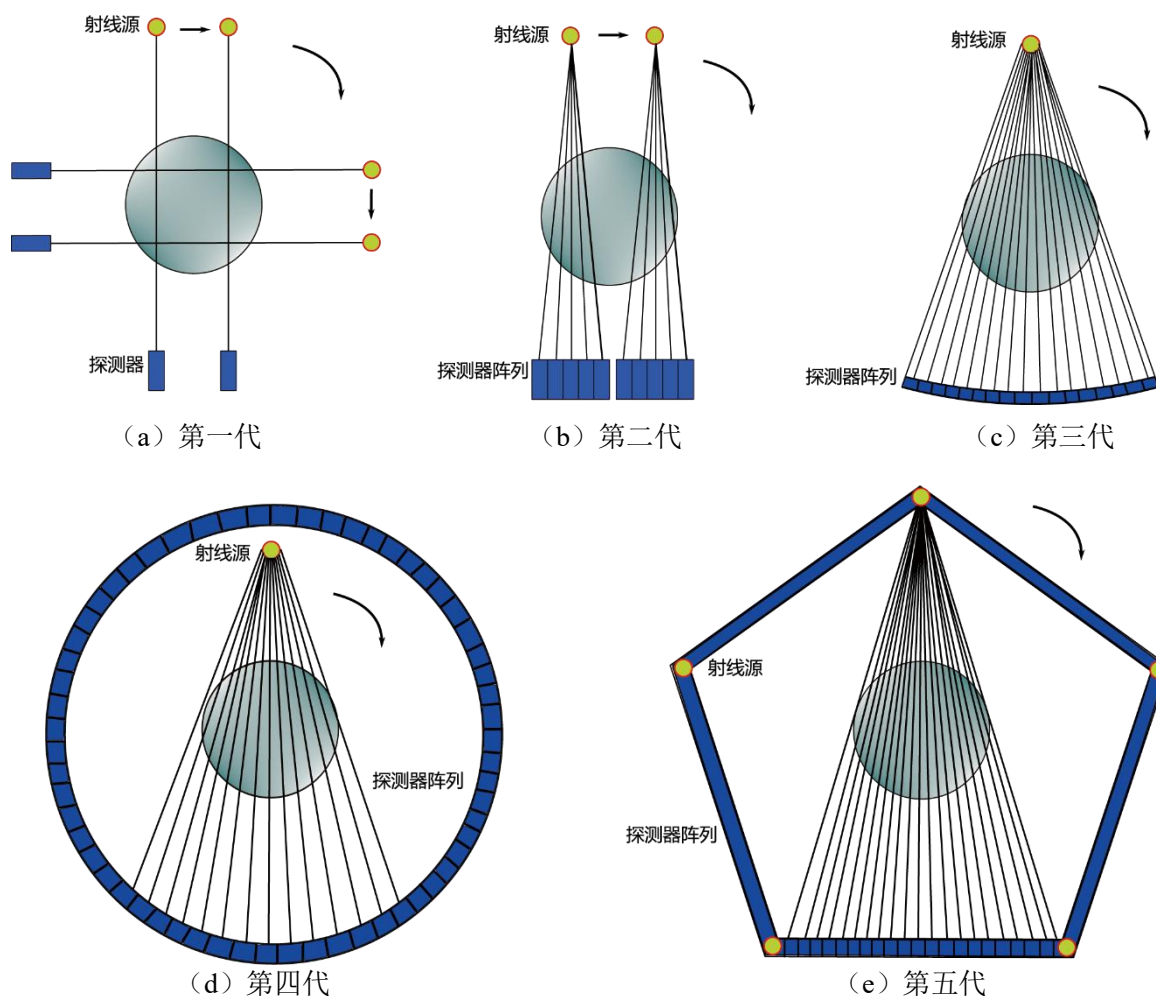 射线源
探测器
（a）第一代
射线源
探测器阵列
（b）第二代
射线源
探测器阵列
（c）第三代
射线源
探测器阵列
（d）第四代
射线源
探测器阵列
（e）第五代